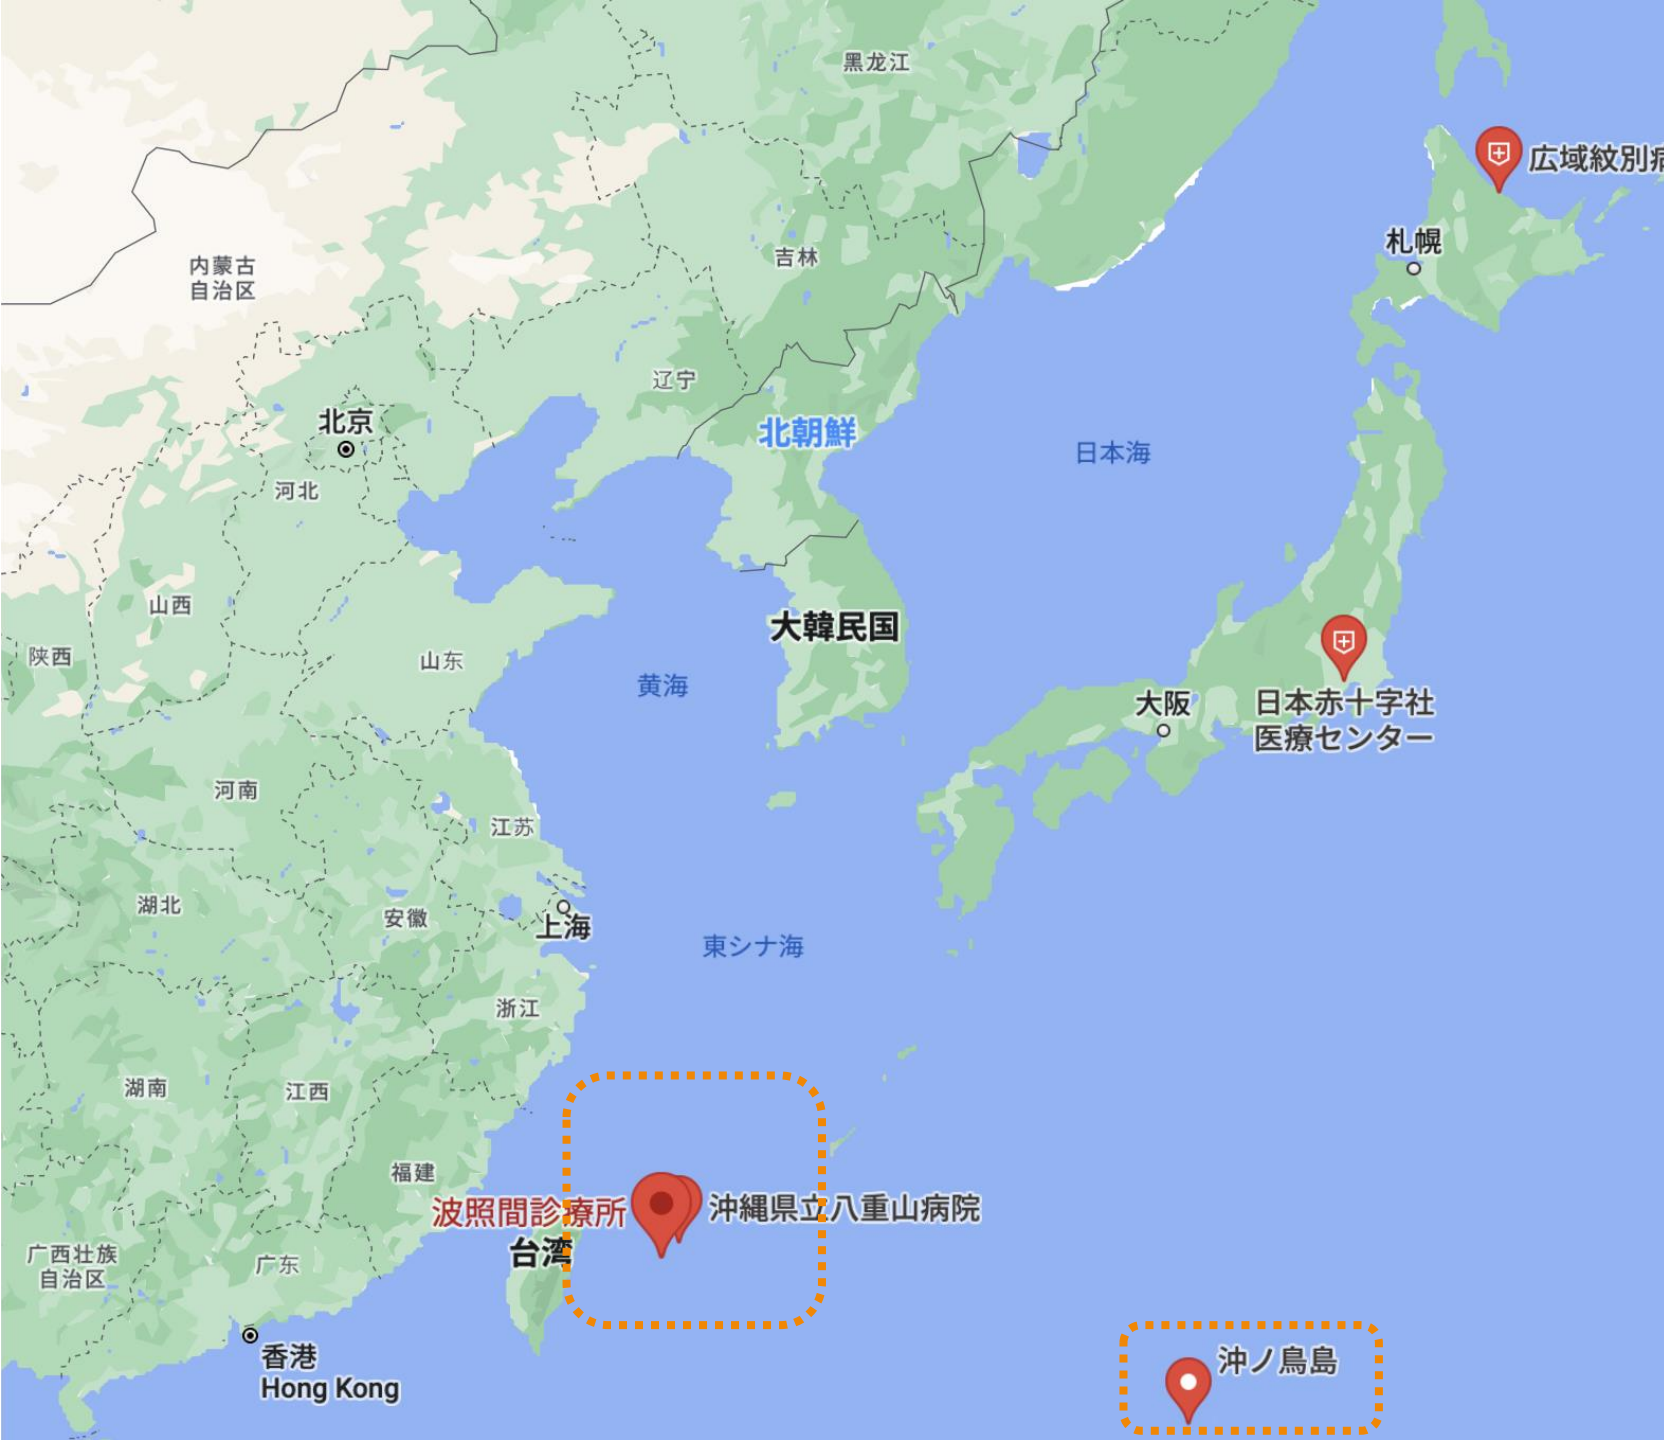 黑龙江
広域紋別
札幌
内蒙古
自治区
吉林
辽宁
北京
北朝鮮
日本海
河北
山西
大韓民国
陕西
山东
黄海
大阪
日本赤十字社
医療センター
河南
江苏
湖北
安徽
上海
東シナ海
浙江
湖南
江西
福建
波照間診療所
沖縄県立八重山病院
台湾
广西壮族
自治区
广东
香港
Hong Kong
沖ノ鳥島